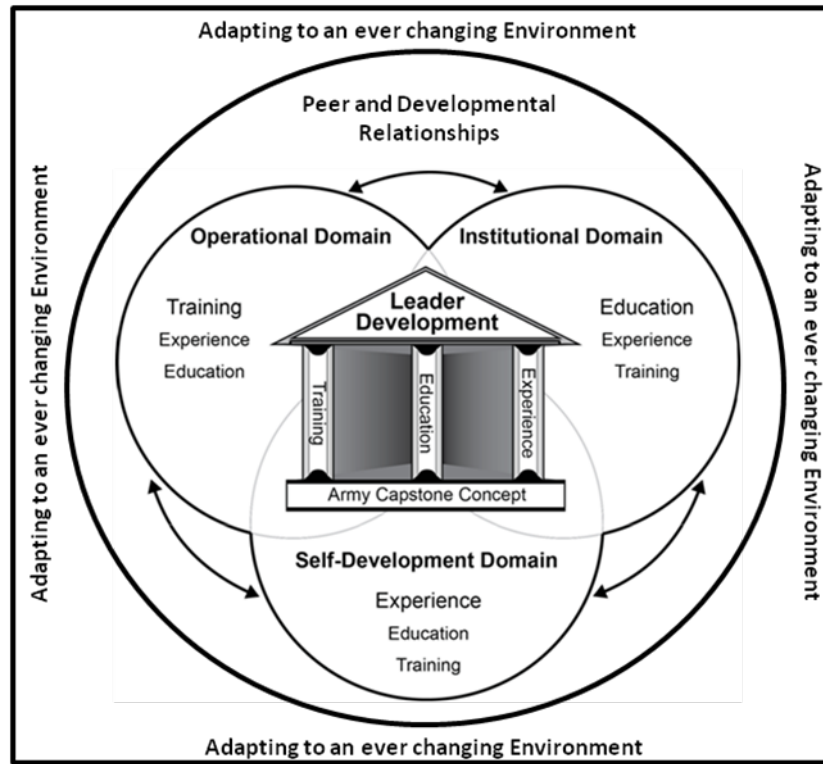 Adapting to an ever changing Environment
Peer and Developmental
Relationships
Adapting to an ever changing Environment
Adapting to an ever changing Environment
Operational Domain
Training
Experience
Education
Institutional Domain
Education
Experience
Training
Leader
Development
Training
Education
Experience
Army Capstone Concept
Self-Development Domain
Experience
Education
Training
Adapting to an ever changing Environment